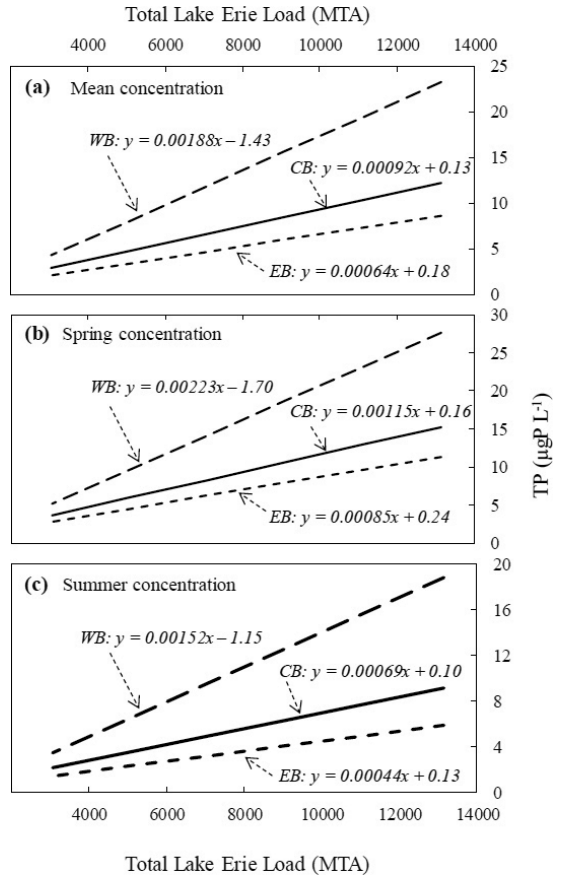 Total Lake Erie Load (MTA)
4000 6000 8000 10000 12000 14000
(a) Mean concentration
25
20
15
10
5
0
WB: y = 0.00188x – 1.43
CB: y = 0.00092x + 0.13
EB: y = 0.00064x + 0.18
(b) Spring concentration
30
25
20
15
10
5
0
WB: y = 0.00223x – 1.70
CB: y = 0.00115x + 0.16
EB: y = 0.00085x + 0.24
TP (µgP L-1)
(c) Summer concentration
20
16
12
8
4
0
WB: y = 0.00152x – 1.15
CB: y = 0.00069x + 0.10
EB: y = 0.00044x + 0.13
4000 6000 8000 10000 12000 14000
Total Lake Erie Load (MTA)